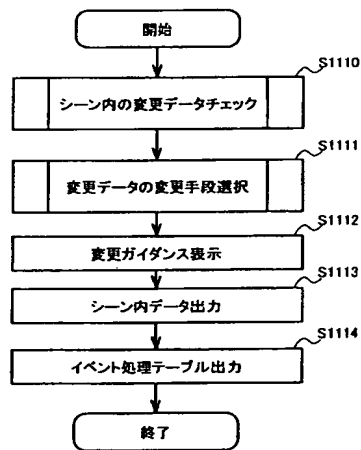 開始
S1110
シーン内の変更データチェック
S1111
変更データの変更手段選択
S1112
変更ガイダンス表示
S1113
シーン内データ出力
S1114
イベント処理テーブル出力
終了